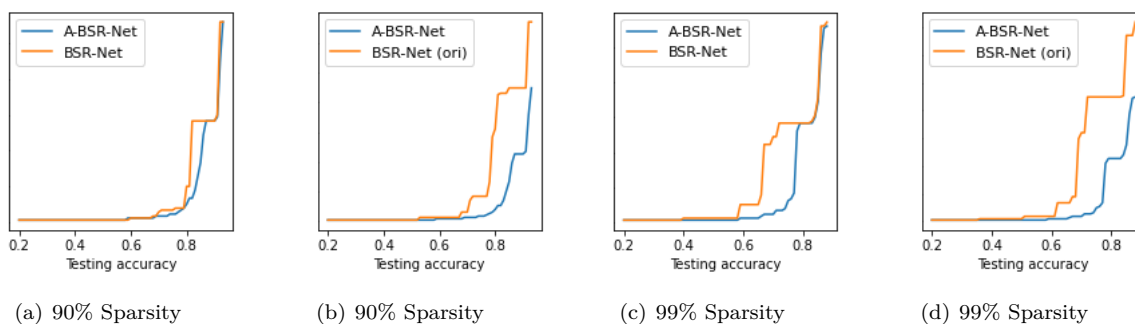 A-BSR-Net
BSR-Net
0.2 0.4 0.6 0.8
Testing accuracy
(a) 90% Sparsity
A-BSR-Net
BSR-Net (ori)
0.2 0.4 0.6 0.8
Testing accuracy
(b) 90% Sparsity
A-BSR-Net
BSR-Net
0.2 0.4 0.6 0.8
Testing accuracy
(c) 99% Sparsity
A-BSR-Net
BSR-Net (ori)
0.2 0.4 0.6 0.8
Testing accuracy
(d) 99% Sparsity